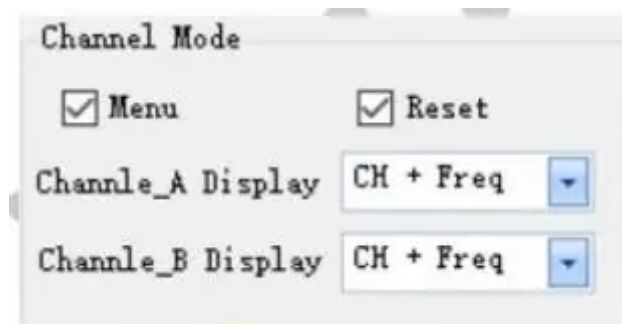 Channel Mode
Menu Reset
Channle_A Display CH + Freq
Channle_B Display CH + Freq